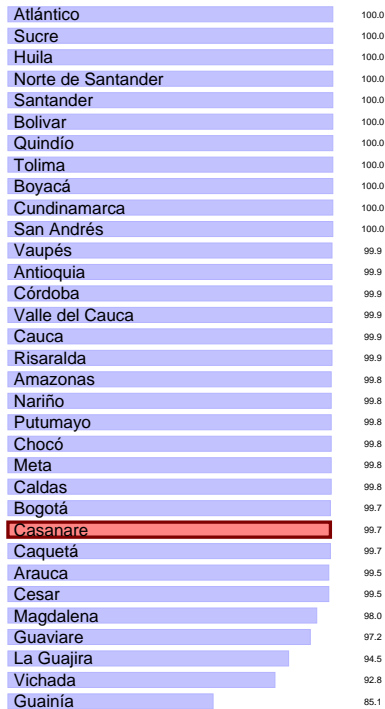 Atlántico 100.0
Sucre 100.0
Huila 100.0
Norte de Santander 100.0
Santander 100.0
Bolivar 100.0
Quindío 100.0
Tolima 100.0
Boyacá 100.0
Cundinamarca 100.0
San Andrés 100.0
Vaupés 99.9
Antioquia 99.9
Córdoba 99.9
Valle del Cauca 99.9
Cauca 99.9
Risaralda 99.9
Amazonas 99.8
Nariño 99.8
Putumayo 99.8
Chocó 99.8
Meta 99.8
Caldas 99.8
Bogotá 99.7
Casanare 99.7
Caquetá 99.7
Arauca 99.5
Cesar 99.5
Magdalena 98.0
Guaviare 97.2
La Guajira 94.5
Vichada 92.8
Guainía 85.1